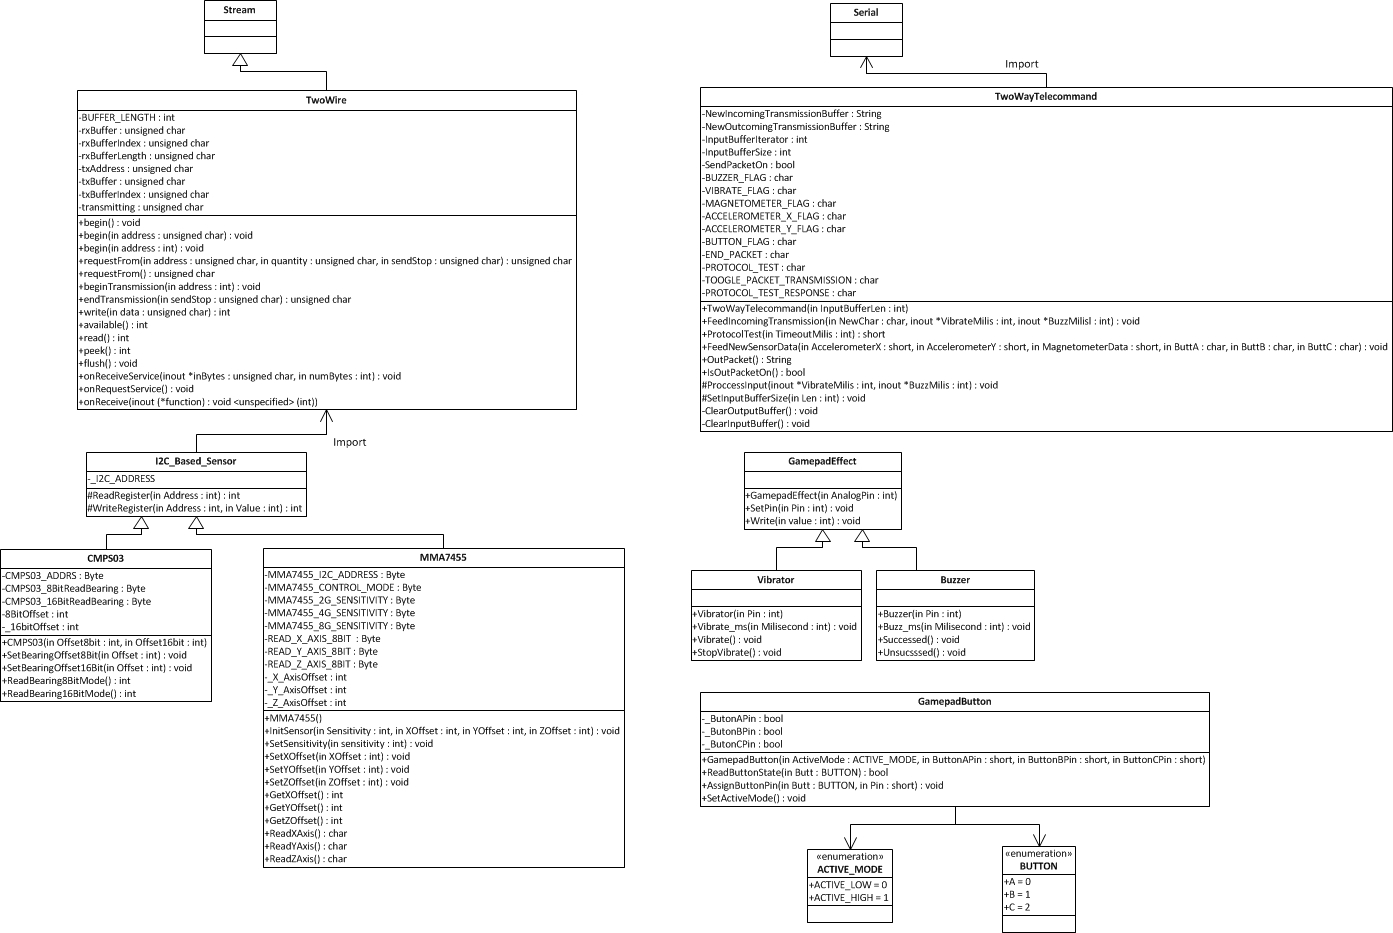 Stream
TwoWire
-BUFFER_LENGTH : int
-rxBuffer : unsigned char
-rxBufferIndex : unsigned char
-rxBufferLength : unsigned char
-txAddress : unsigned char
-txBuffer : unsigned char
-txBufferIndex : unsigned char
-transmitting : unsigned char
+begin() : void
+begin(in address : unsigned char) : void
+begin(in address : int) : void
+requestFrom(in address : unsigned char, in quantity : unsigned char, in sendStop : unsigned char) : unsigned char
+requestFrom() : unsigned char
+beginTransmission(in address : int) : void
+endTransmission(in sendStop : unsigned char) : unsigned char
+write(in data : unsigned char) : int
+available() : int
+read() : int
+peek() : int
+flush() : void
+onReceiveService(inout *inBytes : unsigned char, in numBytes : int) : void
+onRequestService() : void
+onReceive(inout (*function) : void <unspecified> (int))
Import
I2C_Based_Sensor
-_I2C_ADDRESS
#ReadRegister(in Address : int) : int
#WriteRegister(in Address : int, in Value : int) : int
CMPS03
-CMPS03_ADDRS : Byte
-CMPS03_8BitReadBearing : Byte
-CMPS03_16BitReadBearing : Byte
-8BitOffset : int
-_16bitOffset : int
+CMPS03(in Offset8bit : int, in Offset16bit : int)
+SetBearingOffset8Bit(in Offset : int) : void
+SetBearingOffset16Bit(in Offset : int) : void
+ReadBearing8BitMode() : int
+ReadBearing16BitMode() : int
MMA7455
-MMA7455_I2C_ADDRESS : Byte
-MMA7455_CONTROL_MODE : Byte
-MMA7455_2G_SENSITIVITY : Byte
-MMA7455_4G_SENSITIVITY : Byte
-MMA7455_8G_SENSITIVITY : Byte
-READ_X_AXIS_8BIT : Byte
-READ_Y_AXIS_8BIT : Byte
-READ_Z_AXIS_8BIT : Byte
-_X_AxisOffset : int
-_Y_AxisOffset : int
-_Z_AxisOffset : int
+MMA7455()
+InitSensor(in Sensitivity : int, in XOffset : int, in YOffset : int, in ZOffset : int) : void
+SetSensitivity(in sensitivity : int) : void
+SetXOffset(in XOffset : int) : void
+SetYOffset(in YOffset : int) : void
+SetZOffset(in ZOffset : int) : void
+GetXOffset() : int
+GetYOffset() : int
+GetZOffset() : int
+ReadXAxis() : char
+ReadYAxis() : char
+ReadZAxis() : char
Serial
Import
TwoWayTelecommand
-NewIncomingTransmissionBuffer : String
-NewOutcomingTransmissionBuffer : String
-InputBufferIterator : int
-InputBufferSize : int
-SendPacketOn : bool
-BUZZER_FLAG : char
-VIBRATE_FLAG : char
-MAGNETOMETER_FLAG : char
-ACCELEROMETER_X_FLAG : char
-ACCELEROMETER_Y_FLAG : char
-BUTTON_FLAG : char
-END_PACKET : char
-PROTOCOL_TEST : char
-TOOGLE_PACKET_TRANSMISSION : char
-PROTOCOL_TEST_RESPONSE : char
+TwoWayTelecommand(in InputBufferLen : int)
+FeedIncomingTransmission(in NewChar : char, inout *VibrateMilis : int, inout *BuzzMilisl : int) : void
+ProtocolTest(in TimeoutMilis : int) : short
+FeedNewSensorData(in AccelerometerX : short, in AccelerometerY : short, in MagnetometerData : short, in ButtA : char, in ButtB : char, in ButtC : char) : void
+OutPacket() : String
+IsOutPacketOn() : bool
#ProccessInput(inout *VibrateMilis : int, inout *BuzzMilis : int) : void
#SetInputBufferSize(in Len : int) : void
-ClearOutputBuffer() : void
-ClearInputBuffer() : void
GamepadEffect
+GamepadEffect(in AnalogPin : int)
+SetPin(in Pin : int) : void
+Write(in value : int) : void
Vibrator
+Vibrator(in Pin : int)
+Vibrate_ms(in Milisecond : int) : void
+Vibrate() : void
+StopVibrate() : void
Buzzer
+Buzzer(in Pin : int)
+Buzz_ms(in Milisecond : int) : void
+Successed() : void
+Unsucsssed() : void
GamepadButton
-_ButonAPin : bool
-_ButonBPin : bool
-_ButonCPin : bool
+GamepadButton(in ActiveMode : ACTIVE_MODE, in ButtonAPin : short, in ButtonBPin : short, in ButtonCPin : short)
+ReadButtonState(in Butt : BUTTON) : bool
+AssignButtonPin(in Butt : BUTTON, in Pin : short) : void
+SetActiveMode() : void
«enumeration»
ACTIVE_MODE
+ACTIVE_LOW = 0
+ACTIVE_HIGH = 1
«enumeration»
BUTTON
+A = 0
+B = 1
+C = 2